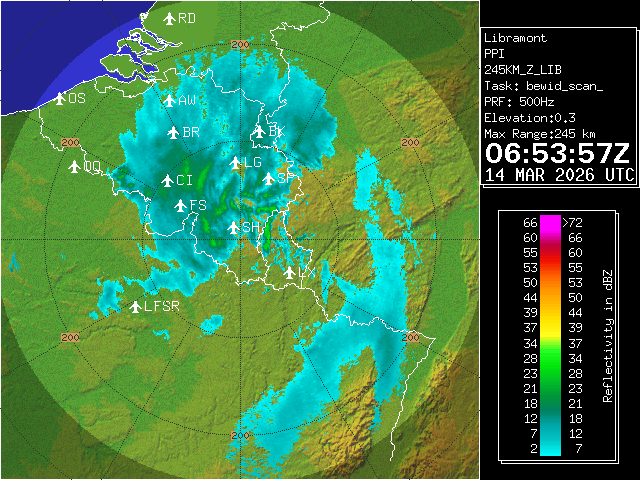 RD
200
OS
AW
BR
BK
200
200
QQ
LG
CI
SP
FS
SH
LX
LFSR
200
200
200
Libramont
PPI
245KM_Z_LIB
Task: bewid_scan_
PRF: 500Hz
Elevation:0.3
Max Range:245 km
06:53:57Z
14 MAR 2026 UTC
66 >72
60 66
55 60
53 55
50 53
44 50
39 44
37 39
34 37
28 34
23 28
21 23
18 21
12 18
7 12
2 7
Reflectivity in dBZ